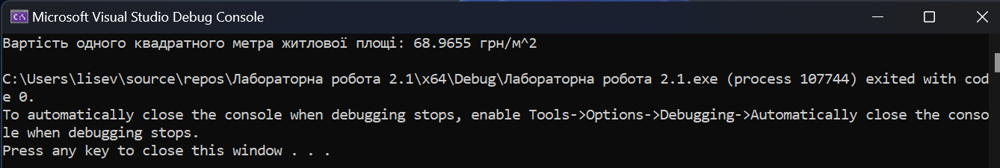 Microsoft Visual Studio Debug Console
Вартість одного квадратного метра житлової площі: 68.9655 грн/м^2
C:\Users\lisev\source\repos\Лабораторна робота 2.1\x64\Debug\Лабораторна робота 2.1.exe (process 107744) exited with cod
e 0.
To automatically close the console when debugging stops, enable Tools->Options->Debugging->Automatically close the conso
le when debugging stops.
Press any key to close this window . . .